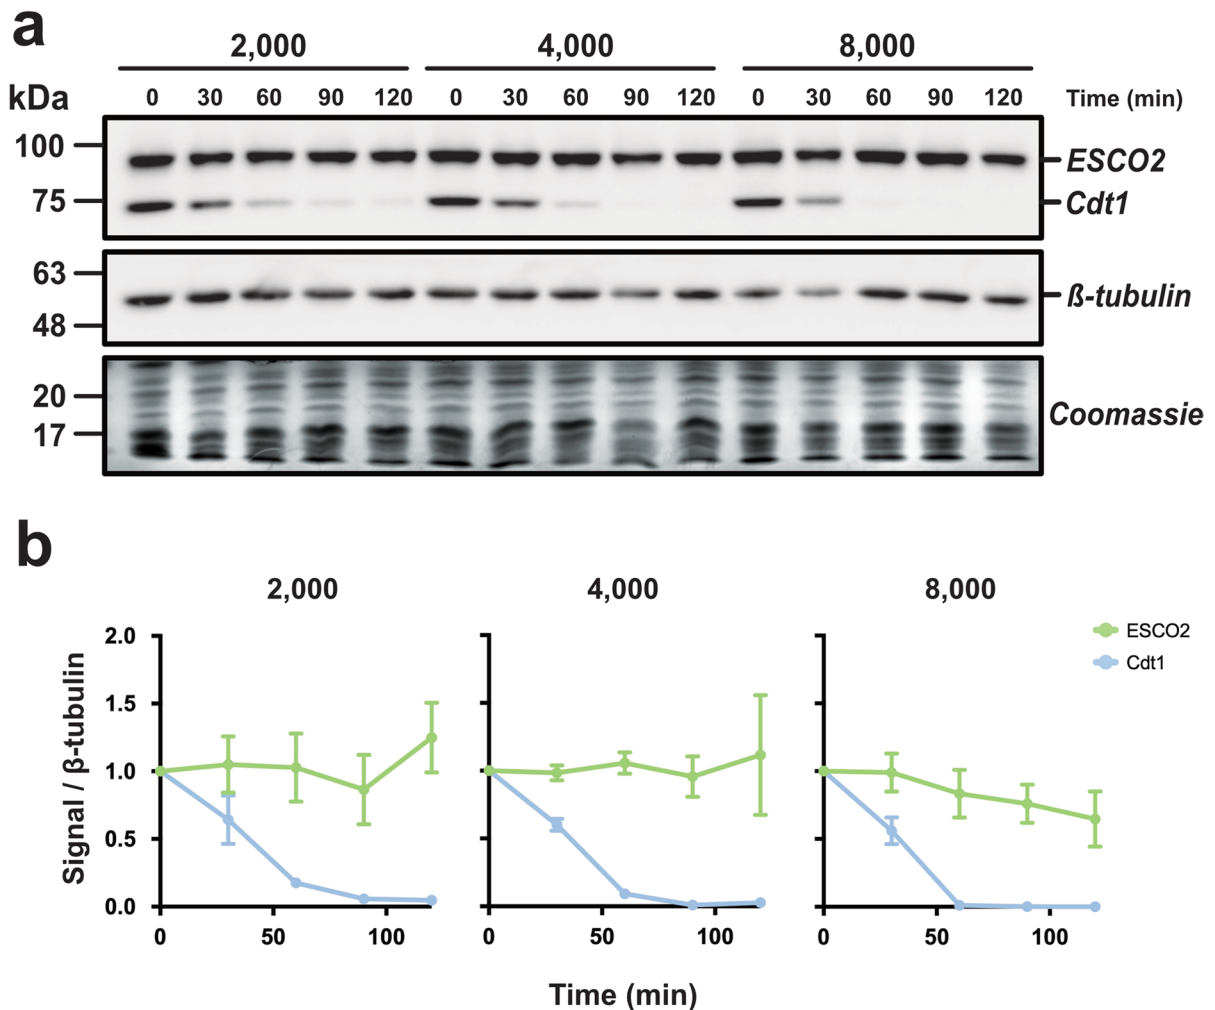 a
2,000 4,000 8,000
kDa 0 30 60 90 120 0 30 60 90 120 0 30 60 90 120 Time (min)
100 ESCO2
75 Cdt1
63
ß-tubulin
48
20
Coomassie
17
b
2,000 4,000 8,000
ESCO2
Cdt1
Signal / β-tubulin
2.0
1.5
1.0
0.5
0.0
0 50 100 0 50 100 0 50 100
Time (min)